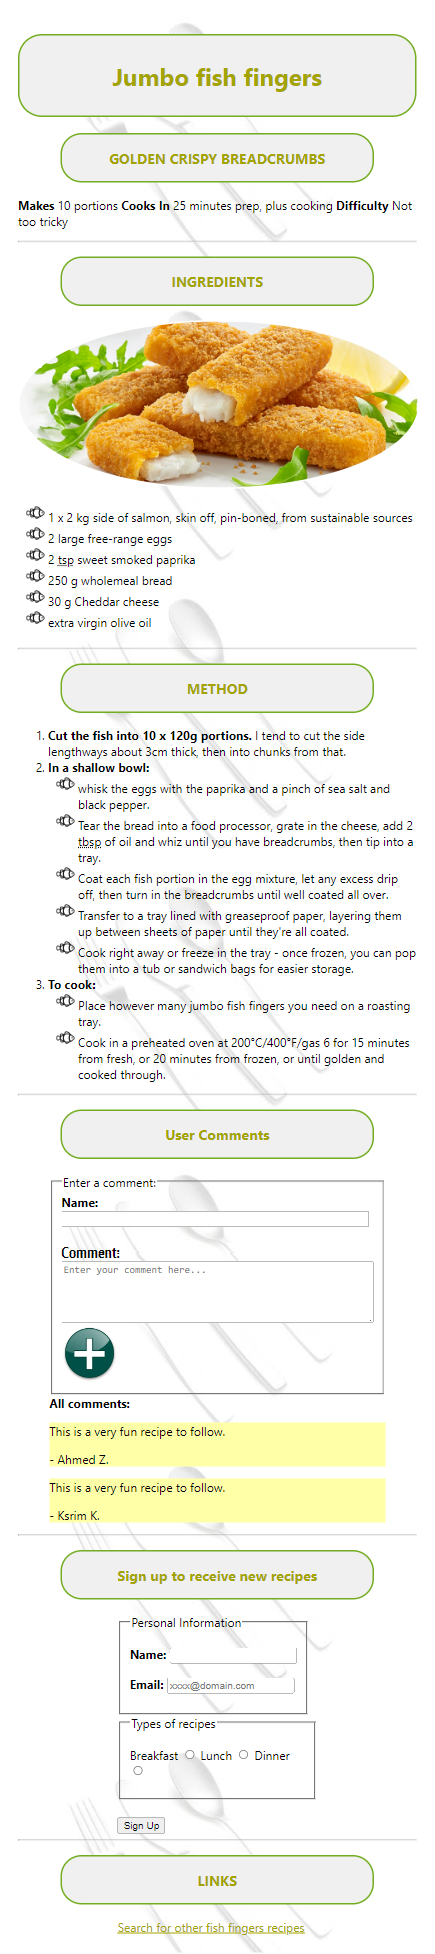 Jumbo fish fingers
GOLDEN CRISPY BREADCRUMBS
Makes 10 portions Cooks In 25 minutes prep, plus cooking Difficulty Not
too tricky
INGREDIENTS
1 x 2 kg side of salmon, skin off, pin-boned, from sustainable sources
2 large free-range eggs
2 tsp sweet smoked paprika
250 g wholemeal bread
30 g Cheddar cheese
extra virgin olive oil
METHOD
1. Cut the fish into 10 x 120g portions. I tend to cut the side
lengthways about 3cm thick, then into chunks from that.
2. In a shallow bowl:
whisk the eggs with the paprika and a pinch of sea salt and
black pepper.
Tear the bread into a food processor, grate in the cheese, add 2
tbsp of oil and whiz until you have breadcrumbs, then tip into a
tray.
Coat each fish portion in the egg mixture, let any excess drip
off, then turn in the breadcrumbs until well coated all over.
Transfer to a tray lined with greaseproof paper, layering them
up between sheets of paper until they're all coated.
Cook right away or freeze in the tray - once frozen, you can pop
them into a tub or sandwich bags for easier storage.
3. To cook:
Place however many jumbo fish fingers you need on a roasting
tray.
Cook in a preheated oven at 200°C/400°F/gas 6 for 15 minutes
from fresh, or 20 minutes from frozen, or until golden and
cooked through.
User Comments
Enter a comment:
Name:
Comment:
Enter your comment here...
All comments:
This is a very fun recipe to follow.
- Ahmed Z.
This is a very fun recipe to follow.
- Ksrim K.
Sign up to receive new recipes
Personal Information
Name:
Email: xxxx@domain.com
Types of recipes
Breakfast Lunch Dinner
Sign Up
LINKS
Search for other fish fingers recipes